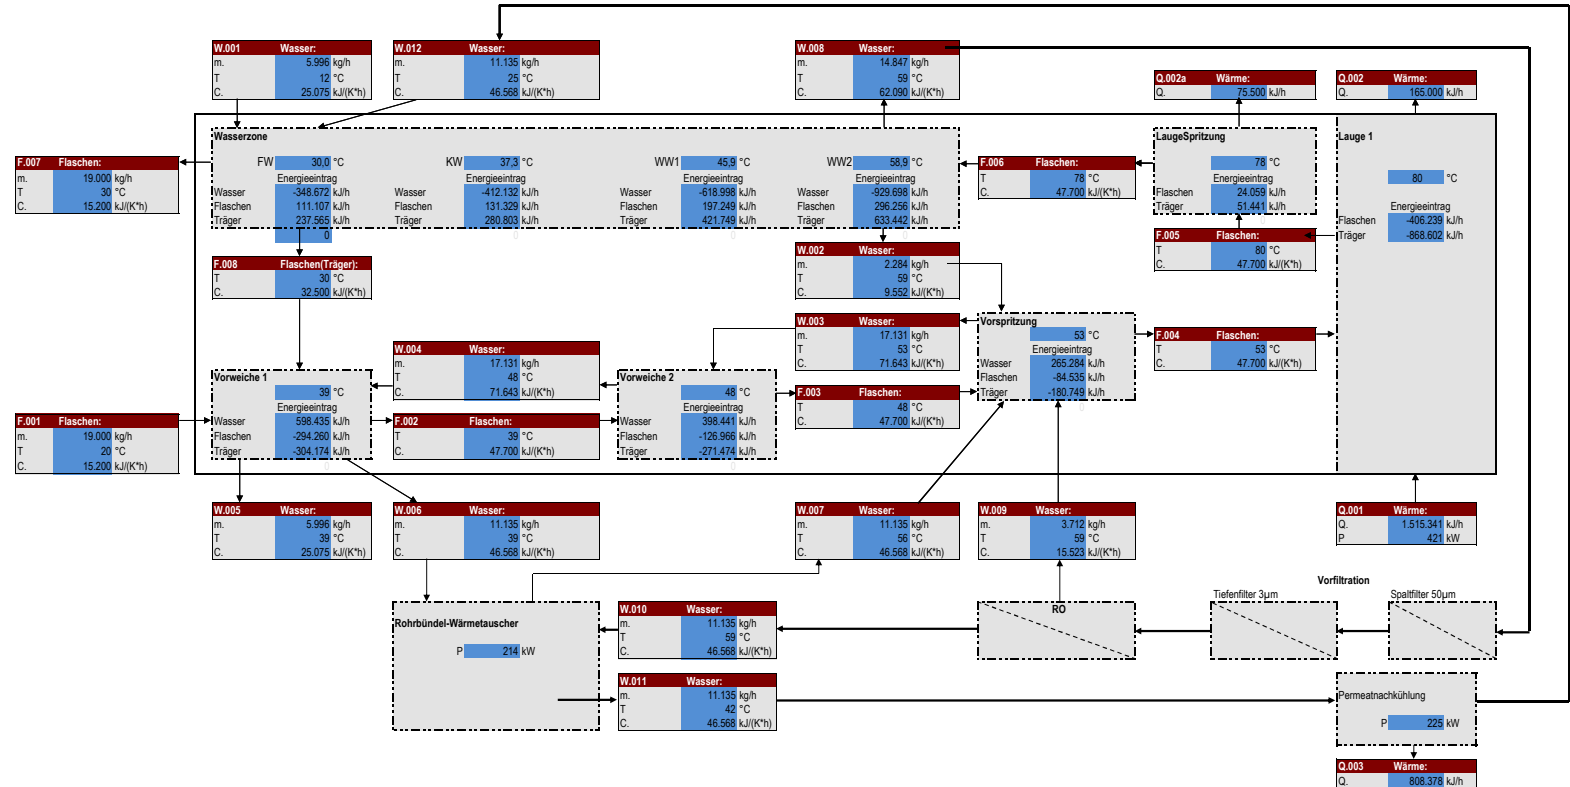 W.001 Wasser:
m. 5.996 kg/h
T 12 °C
C. 25.075 kJ/(K*h)
W.012 Wasser:
m. 11.135 kg/h
T 25 °C
C. 46.568 kJ/(K*h)
W.008 Wasser:
m. 14.847 kg/h
T 59 °C
C. 62.090 kJ/(K*h)
Q.002a Wärme:
Q. 75.500 kJ/h
Q.002 Wärme:
Q. 165.000 kJ/h
Wasserzone
FW 30,0 °C
Energieeintrag
Wasser -348.672 kJ/h
Flaschen 111.107 kJ/h
Träger 237.565 kJ/h
0
KW 37,3 °C
Energieeintrag
Wasser -412.132 kJ/h
Flaschen 131.329 kJ/h
Träger 280.803 kJ/h
0
WW1 45,9 °C
Energieeintrag
Wasser -618.998 kJ/h
Flaschen 197.249 kJ/h
Träger 421.749 kJ/h
0
WW2 58,9 °C
Energieeintrag
Wasser -929.698 kJ/h
Flaschen 296.256 kJ/h
Träger 633.442 kJ/h
0
LaugeSpritzung
78 °C
Energieeintrag
Flaschen 24.059 kJ/h
Träger 51.441 kJ/h
0
Lauge 1
80 °C
Energieeintrag
Flaschen -406.239 kJ/h
Träger -868.602 kJ/h
F.007 Flaschen:
m. 19.000 kg/h
T 30 °C
C. 15.200 kJ/(K*h)
F.006 Flaschen:
T 78 °C
C. 47.700 kJ/(K*h)
F.005 Flaschen:
T 80 °C
C. 47.700 kJ/(K*h)
F.008 Flaschen(Träger):
T 30 °C
C. 32.500 kJ/(K*h)
W.002 Wasser:
m. 2.284 kg/h
T 59 °C
C. 9.552 kJ/(K*h)
W.003 Wasser:
m. 17.131 kg/h
T 53 °C
C. 71.643 kJ/(K*h)
Vorspritzung
53 °C
Energieeintrag
Wasser 265.284 kJ/h
Flaschen -84.535 kJ/h
Träger -180.749 kJ/h
0
F.004 Flaschen:
T 53 °C
C. 47.700 kJ/(K*h)
W.004 Wasser:
m. 17.131 kg/h
T 48 °C
C. 71.643 kJ/(K*h)
Vorweiche 1
39 °C
Energieeintrag
Wasser 598.435 kJ/h
Flaschen -294.260 kJ/h
Träger -304.174 kJ/h
0
Vorweiche 2
48 °C
Energieeintrag
Wasser 398.441 kJ/h
Flaschen -126.966 kJ/h
Träger -271.474 kJ/h
0
F.003 Flaschen:
T 48 °C
C. 47.700 kJ/(K*h)
F.001 Flaschen:
m. 19.000 kg/h
T 20 °C
C. 15.200 kJ/(K*h)
F.002 Flaschen:
T 39 °C
C. 47.700 kJ/(K*h)
W.005 Wasser:
m. 5.996 kg/h
T 39 °C
C. 25.075 kJ/(K*h)
W.006 Wasser:
m. 11.135 kg/h
T 39 °C
C. 46.568 kJ/(K*h)
W.007 Wasser:
m. 11.135 kg/h
T 56 °C
C. 46.568 kJ/(K*h)
W.009 Wasser:
m. 3.712 kg/h
T 59 °C
C. 15.523 kJ/(K*h)
Q.001 Wärme:
Q. 1.515.341 kJ/h
P 421 kW
Vorfiltration
Tiefenfilter 3µm
Spaltfilter 50µm
RO
Rohrbündel-Wärmetauscher
P 214 kW
W.010 Wasser:
m. 11.135 kg/h
T 59 °C
C. 46.568 kJ/(K*h)
W.011 Wasser:
m. 11.135 kg/h
T 42 °C
C. 46.568 kJ/(K*h)
Permeatnachkühlung
P 225 kW
Q.003 Wärme:
Q. 808.378 kJ/h